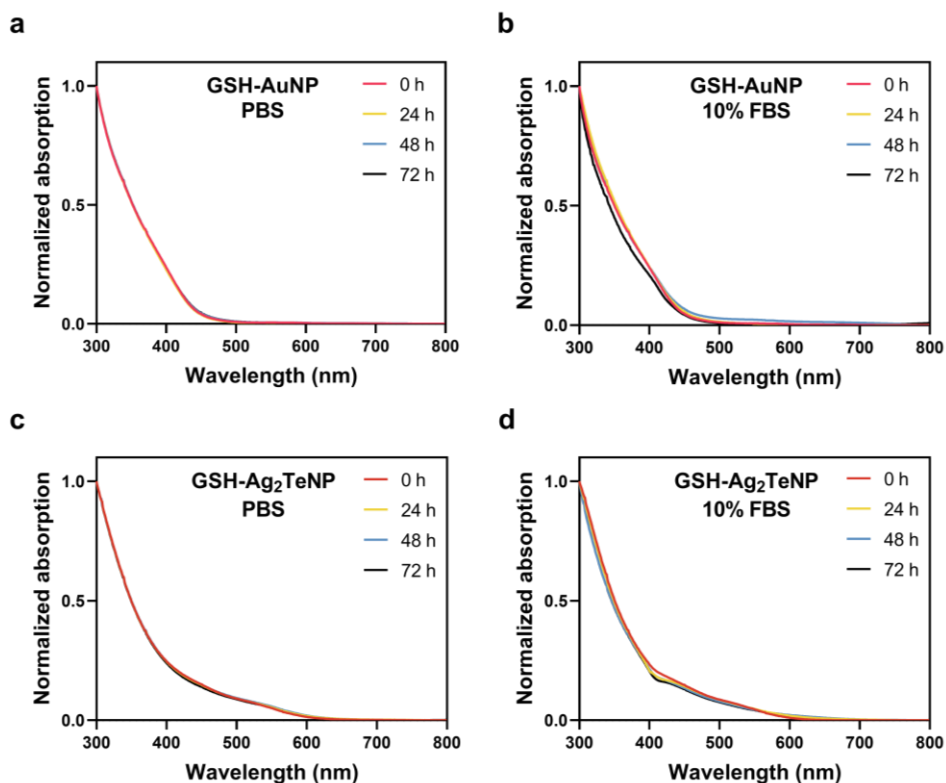 a
GSH-AuNP
PBS
0 h
24 h
48 h
72 h
Normalized absorption
1.0
0.5
0.0
300 400 500 600 700 800
Wavelength (nm)
b
GSH-AuNP
10% FBS
0 h
24 h
48 h
72 h
Normalized absorption
1.0
0.5
0.0
300 400 500 600 700 800
Wavelength (nm)
c
GSH-Ag₂TeNP
PBS
0 h
24 h
48 h
72 h
Normalized absorption
1.0
0.5
0.0
300 400 500 600 700 800
Wavelength (nm)
d
GSH-Ag₂TeNP
10% FBS
0 h
24 h
48 h
72 h
Normalized absorption
1.0
0.5
0.0
300 400 500 600 700 800
Wavelength (nm)